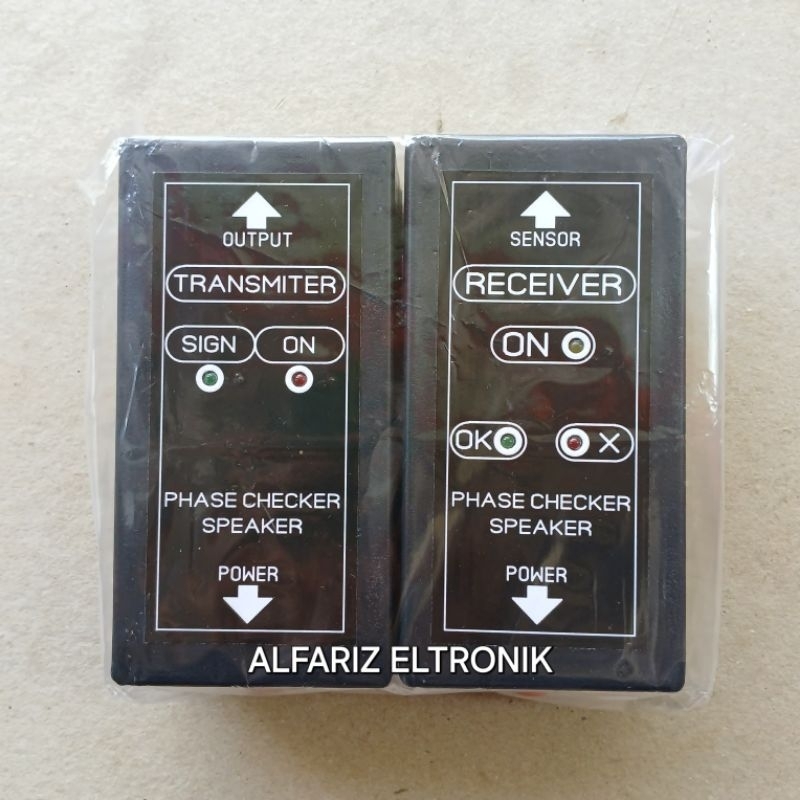 OUTPUT
TRANSMITER
SIGN ON
PHASE CHECKER
SPEAKER
POWER
SENSOR
RECEIVER
ON
OK X
PHASE CHECKER
SPEAKER
POWER
ALFARIZ ELTRONIK